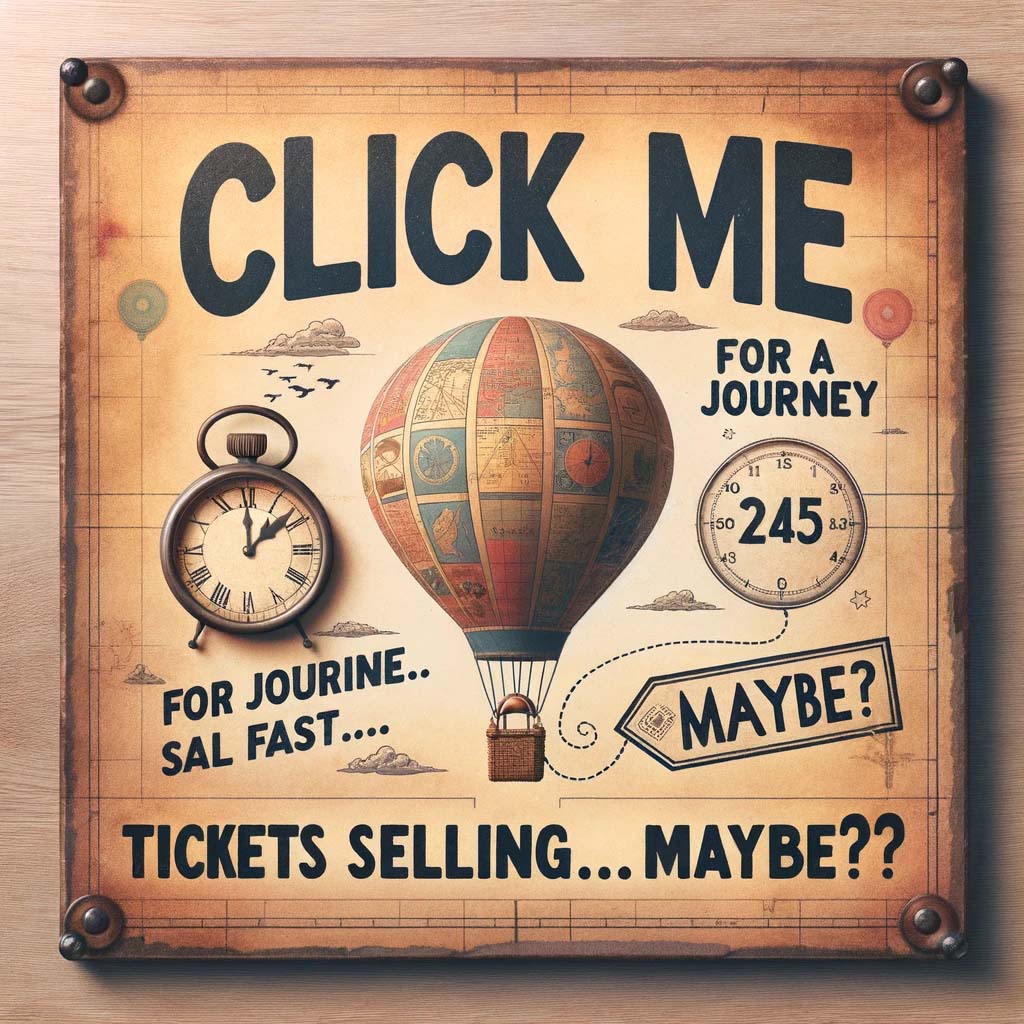 CLICK ME
FOR A
JOURNEY
245
FOR JOURINE..
SAL FAST....
MAYBE?
TICKETS SELLING... MAYBE??